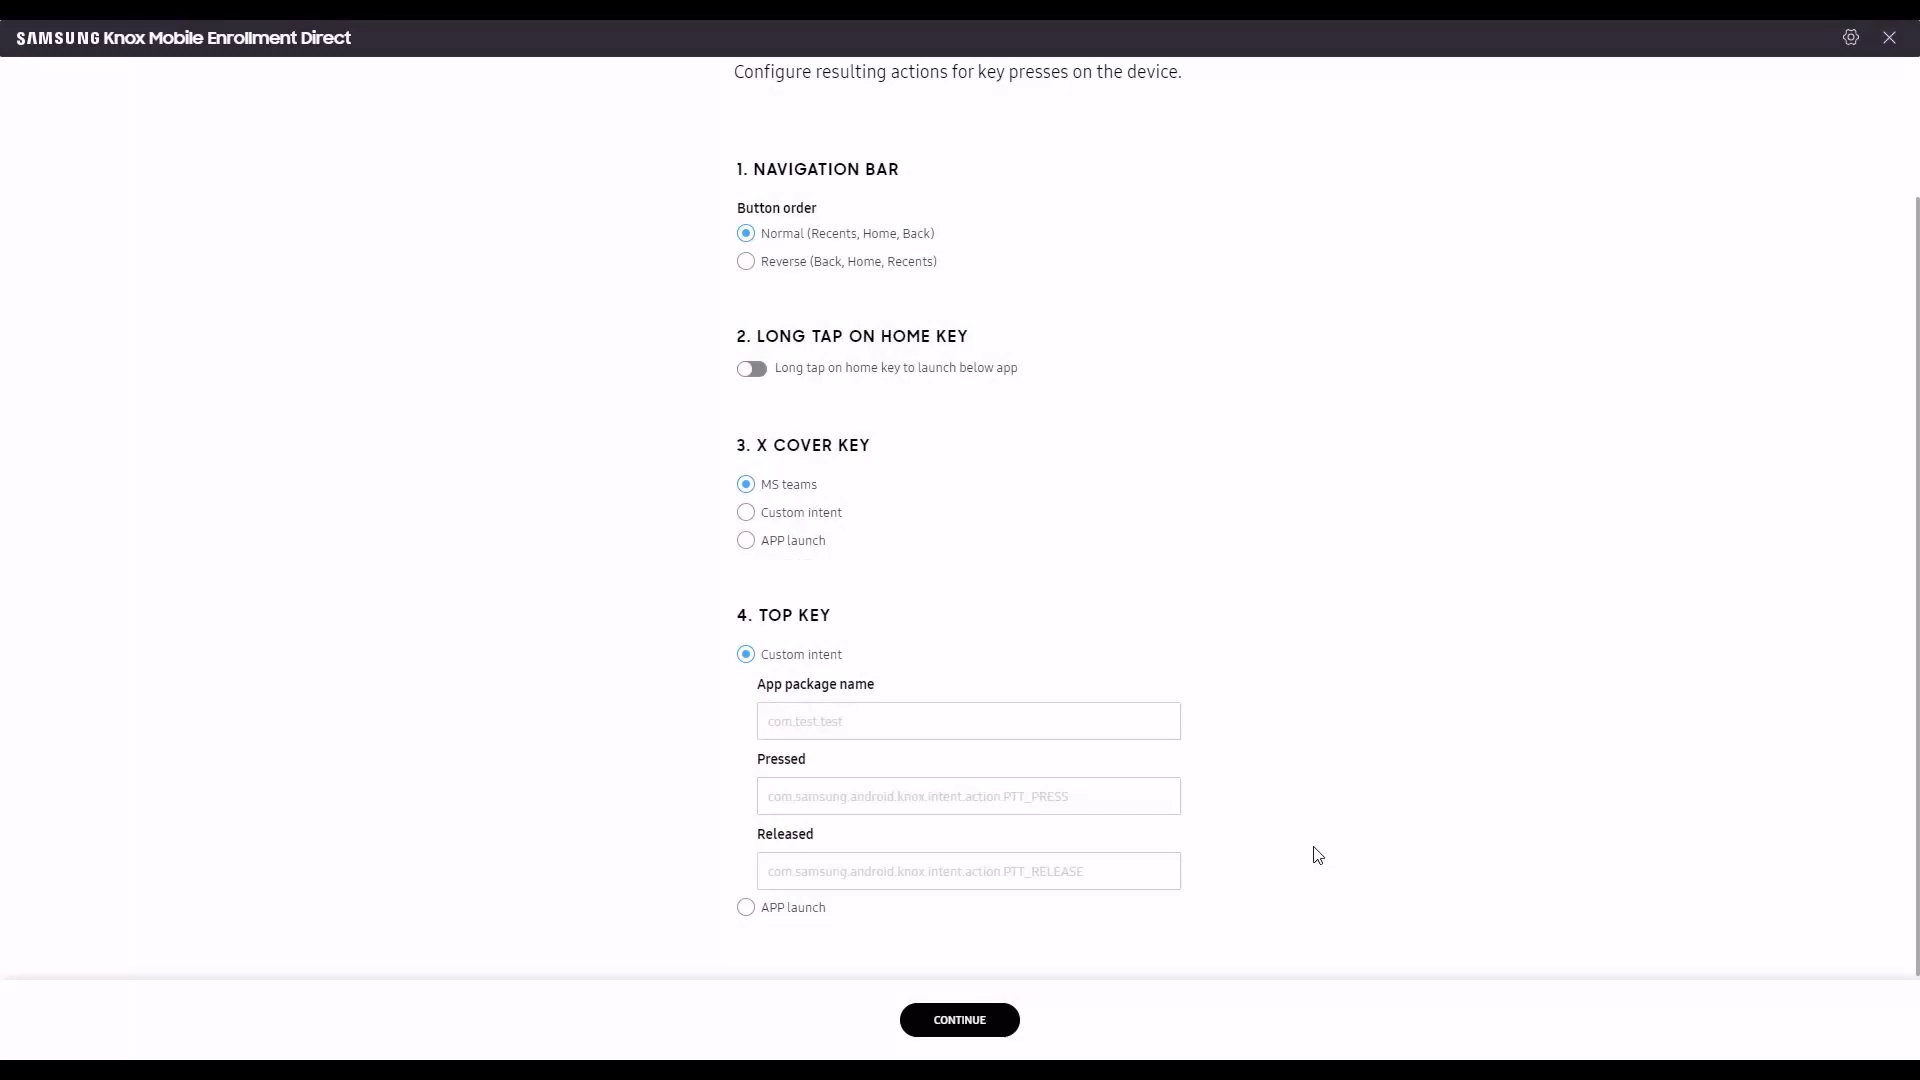 SAMSUNG Knox Mobile Enrollment Direct
Configure resulting actions for key presses on the device.
1. NAVIGATION BAR
Button order
Normal (Recents, Home, Back)
Reverse (Back, Home, Recents)
2. LONG TAP ON HOME KEY
Long tap on home key to launch below app
3. X COVER KEY
MS teams
Custom intent
APP launch
4. TOP KEY
Custom intent
App package name
com.test.test
Pressed
com.samsung.android.knox.intent.action.PTT_PRESS
Released
com.samsung.android.knox.intent.action.PTT_RELEASE
APP launch
CONTINUE